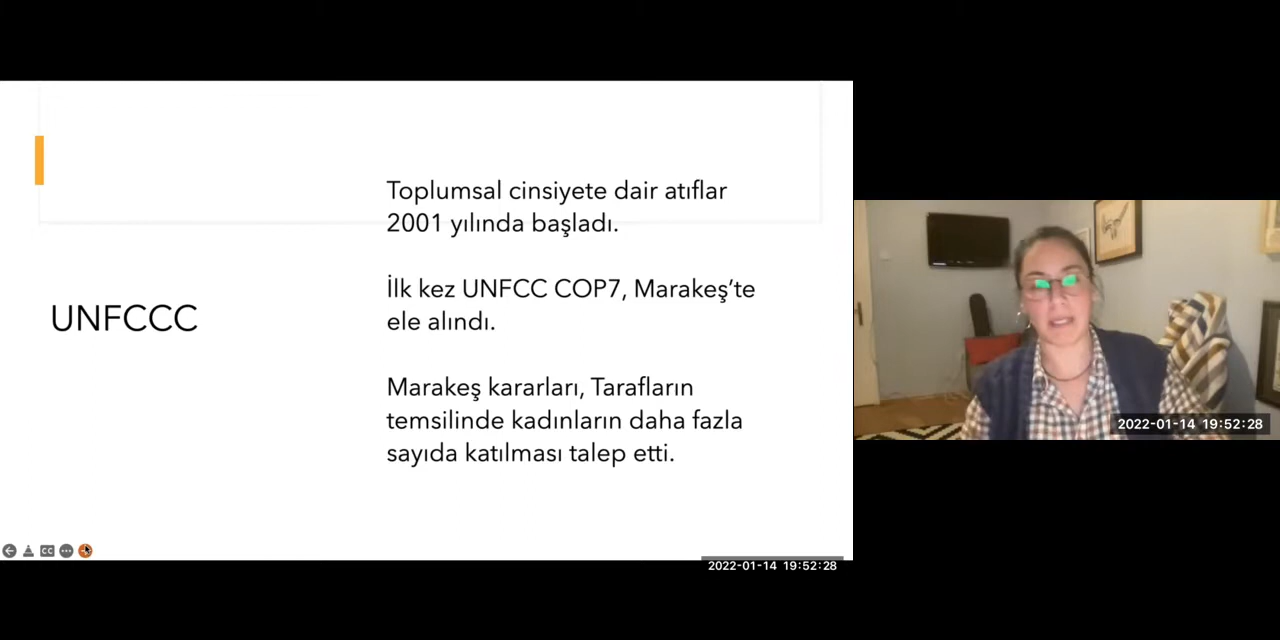 Toplumsal cinsiyete dair atıflar
2001 yılında başladı.
İlk kez UNFCC COP7, Marakeş’te
ele alındı.
UNFCCC
Marakeş kararları, Tarafların
temsilinde kadınların daha fazla
sayıda katılması talep etti.
CC
2022-01-14 19:52:28
2022-01-14 19:52:28